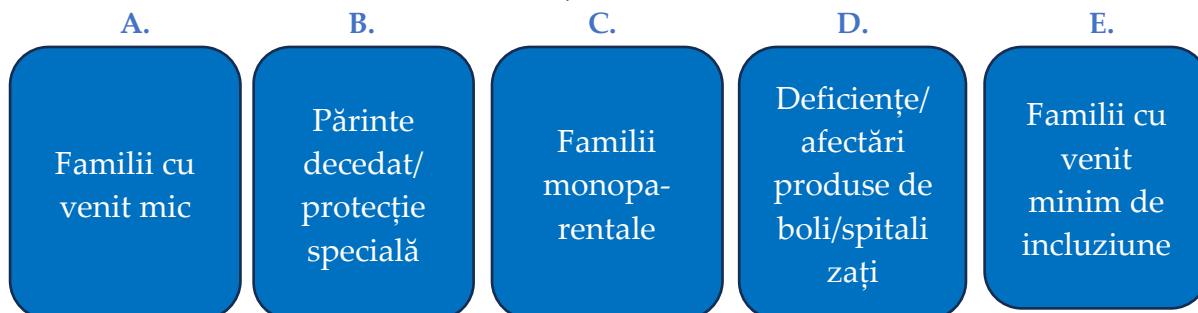 A.
B.
C.
D.
E.
Familii cu
venit mic
Părinte
decedat/
protecție
specială
Familii
monopa-
rentale
Deficiențe/
afectări
produse de
boli/spitali
zați
Familii cu
venit
minim de
incluziune